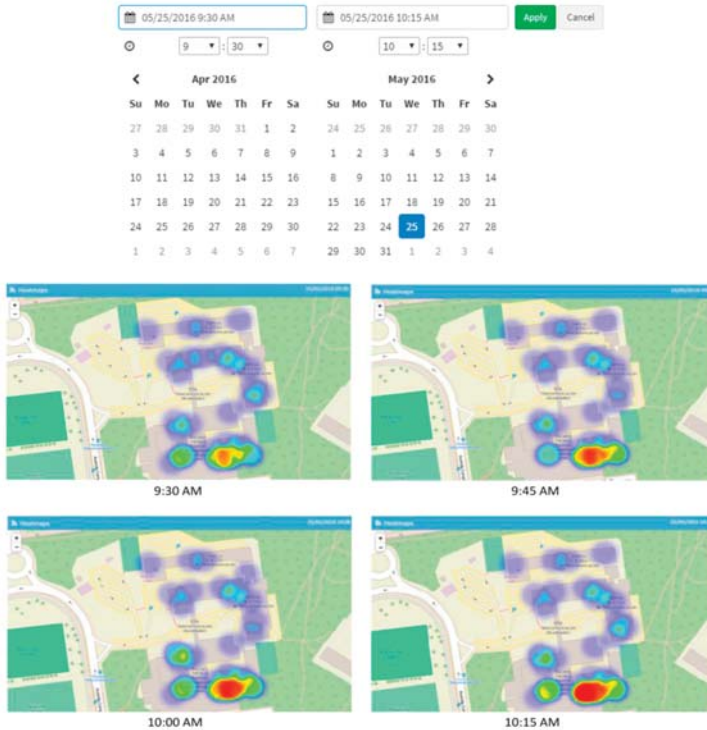 05/25/2016 9:30 AM 05/25/2016 10:15 AM Apply Cancel
9 : 30 10 : 15
Apr 2016 May 2016
Su Mo Tu We Th Fr Sa Su Mo Tu We Th Fr Sa
27 28 29 30 31 1 2 24 25 26 27 28 29 30
3 4 5 6 7 8 9 1 2 3 4 5 6 7
10 11 12 13 14 15 16 8 9 10 11 12 13 14
17 18 19 20 21 22 23 15 16 17 18 19 20 21
24 25 26 27 28 29 30 22 23 24 25 26 27 28
1 2 3 4 5 6 7 29 30 31 1 2 3 4
Heatmaps Heatmaps
9:30 AM 9:45 AM
Heatmaps Heatmaps
10:00 AM 10:15 AM